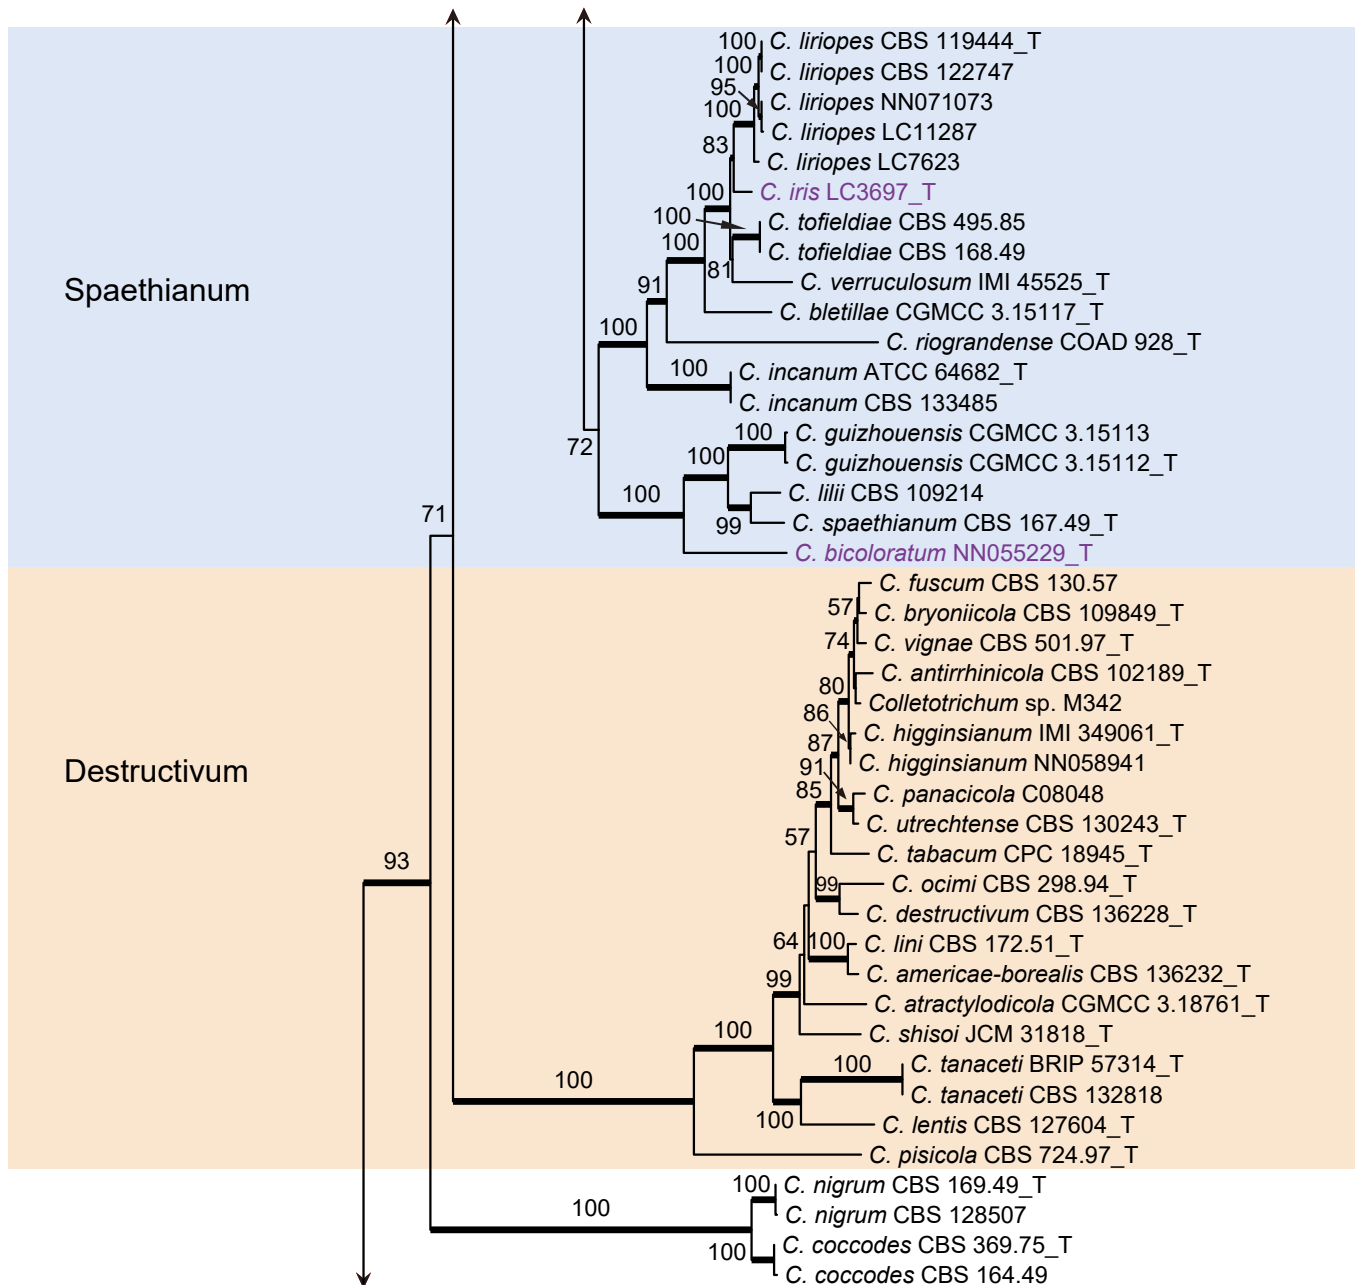 100 C. liriopes CBS 119444_T
100 C. liriopes CBS 122747
95 C. liriopes NN071073
100 C. liriopes LC11287
83 C. liriopes LC7623
100 C. iris LC3697_T
100 C. tofieldiae CBS 495.85
100 C. tofieldiae CBS 168.49
81 C. verruculosum IMI 45525_T
Spaethianum
91 C. bletillae CGMCC 3.15117_T
100 C. riograndense COAD 928_T
100 C. incanum ATCC 64682_T
C. incanum CBS 133485
72 100 C. guizhouensis CGMCC 3.15113
100 C. guizhouensis CGMCC 3.15112_T
100 C. lilii CBS 109214
99 C. spaethianum CBS 167.49_T
71 C. bicoloratum NN055229_T
C. fuscum CBS 130.57
57 C. bryoniicola CBS 109849_T
74 C. vignae CBS 501.97_T
C. antirrhinicola CBS 102189_T
80 Colletotrichum sp. M342
86 C. higginsianum IMI 349061_T
87 C. higginsianum NN058941
Destructivum
91 C. panacicola C08048
85 C. utrechtense CBS 130243_T
57 C. tabacum CPC 18945_T
93 99 C. ocimi CBS 298.94_T
C. destructivum CBS 136228_T
64 100 C. lini CBS 172.51_T
99 C. americae-borealis CBS 136232_T
C. atractylodicola CGMCC 3.18761_T
100 C. shisoi JCM 31818_T
100 C. tanaceti BRIP 57314_T
100 C. tanaceti CBS 132818
100 C. lentis CBS 127604_T
C. pisicola CBS 724.97_T
100 C. nigrum CBS 169.49_T
100 C. nigrum CBS 128507
100 C. coccodes CBS 369.75_T
C. coccodes CBS 164.49